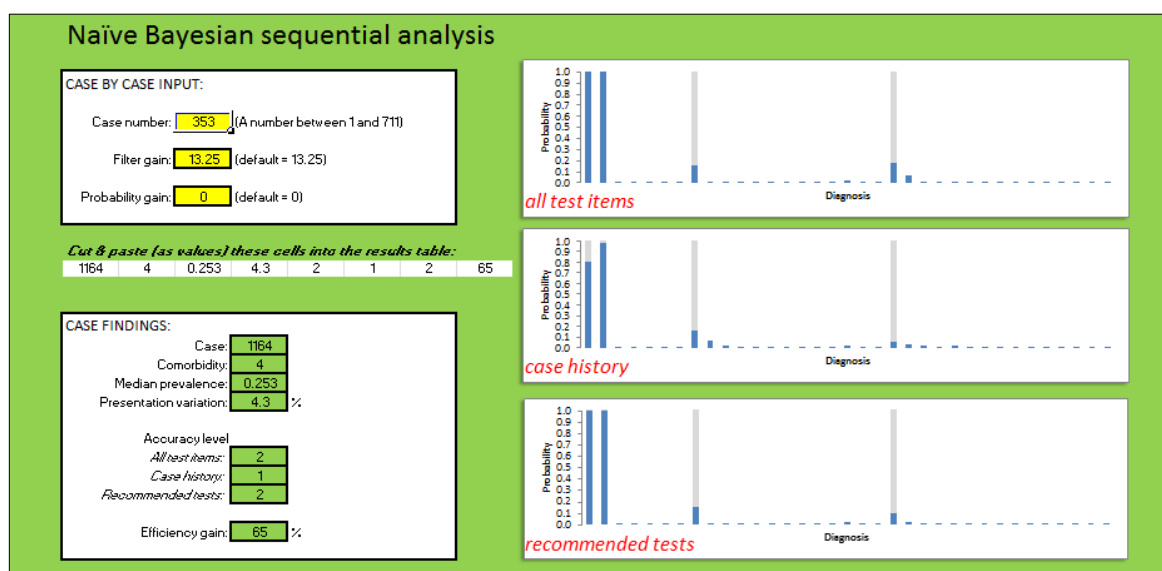 Naïve Bayesian sequential analysis
CASE BY CASE INPUT:
Case number: 353 (A number between 1 and 711)
Filter gain: 13.25 (default = 13.25)
Probability gain: 0 (default = 0)
Cut & paste (as values) these cells into the results table:
1164 4 0.253 4.3 2 1 2 65
CASE FINDINGS:
Case: 1164
Comorbidity: 4
Median prevalence: 0.253
Presentation variation: 4.3 %
Accuracy level
All test items: 2
Case history: 1
Recommended tests: 2
Efficiency gain: 65 %
Probability
1.0
0.9
0.8
0.7
0.6
0.5
0.4
0.3
0.2
0.1
0.0
Diagnosis
all test items
Probability
1.0
0.9
0.8
0.7
0.6
0.5
0.4
0.3
0.2
0.1
0.0
Diagnosis
case history
Probability
1.0
0.9
0.8
0.7
0.6
0.5
0.4
0.3
0.2
0.1
0.0
Diagnosis
recommended tests